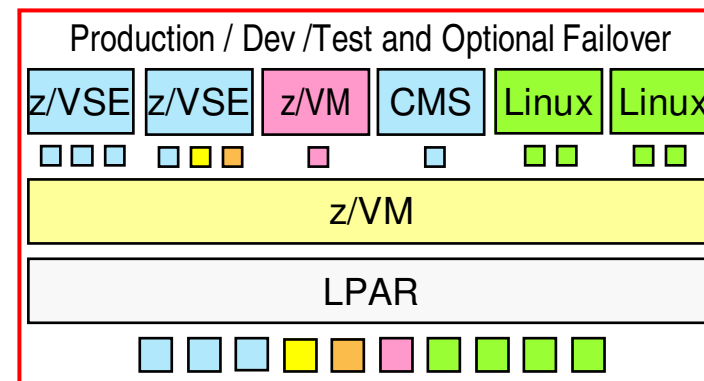 Production / Dev /Test and Optional Failover
z/VSE z/VSE z/VM CMS Linux Linux
z/VM
LPAR